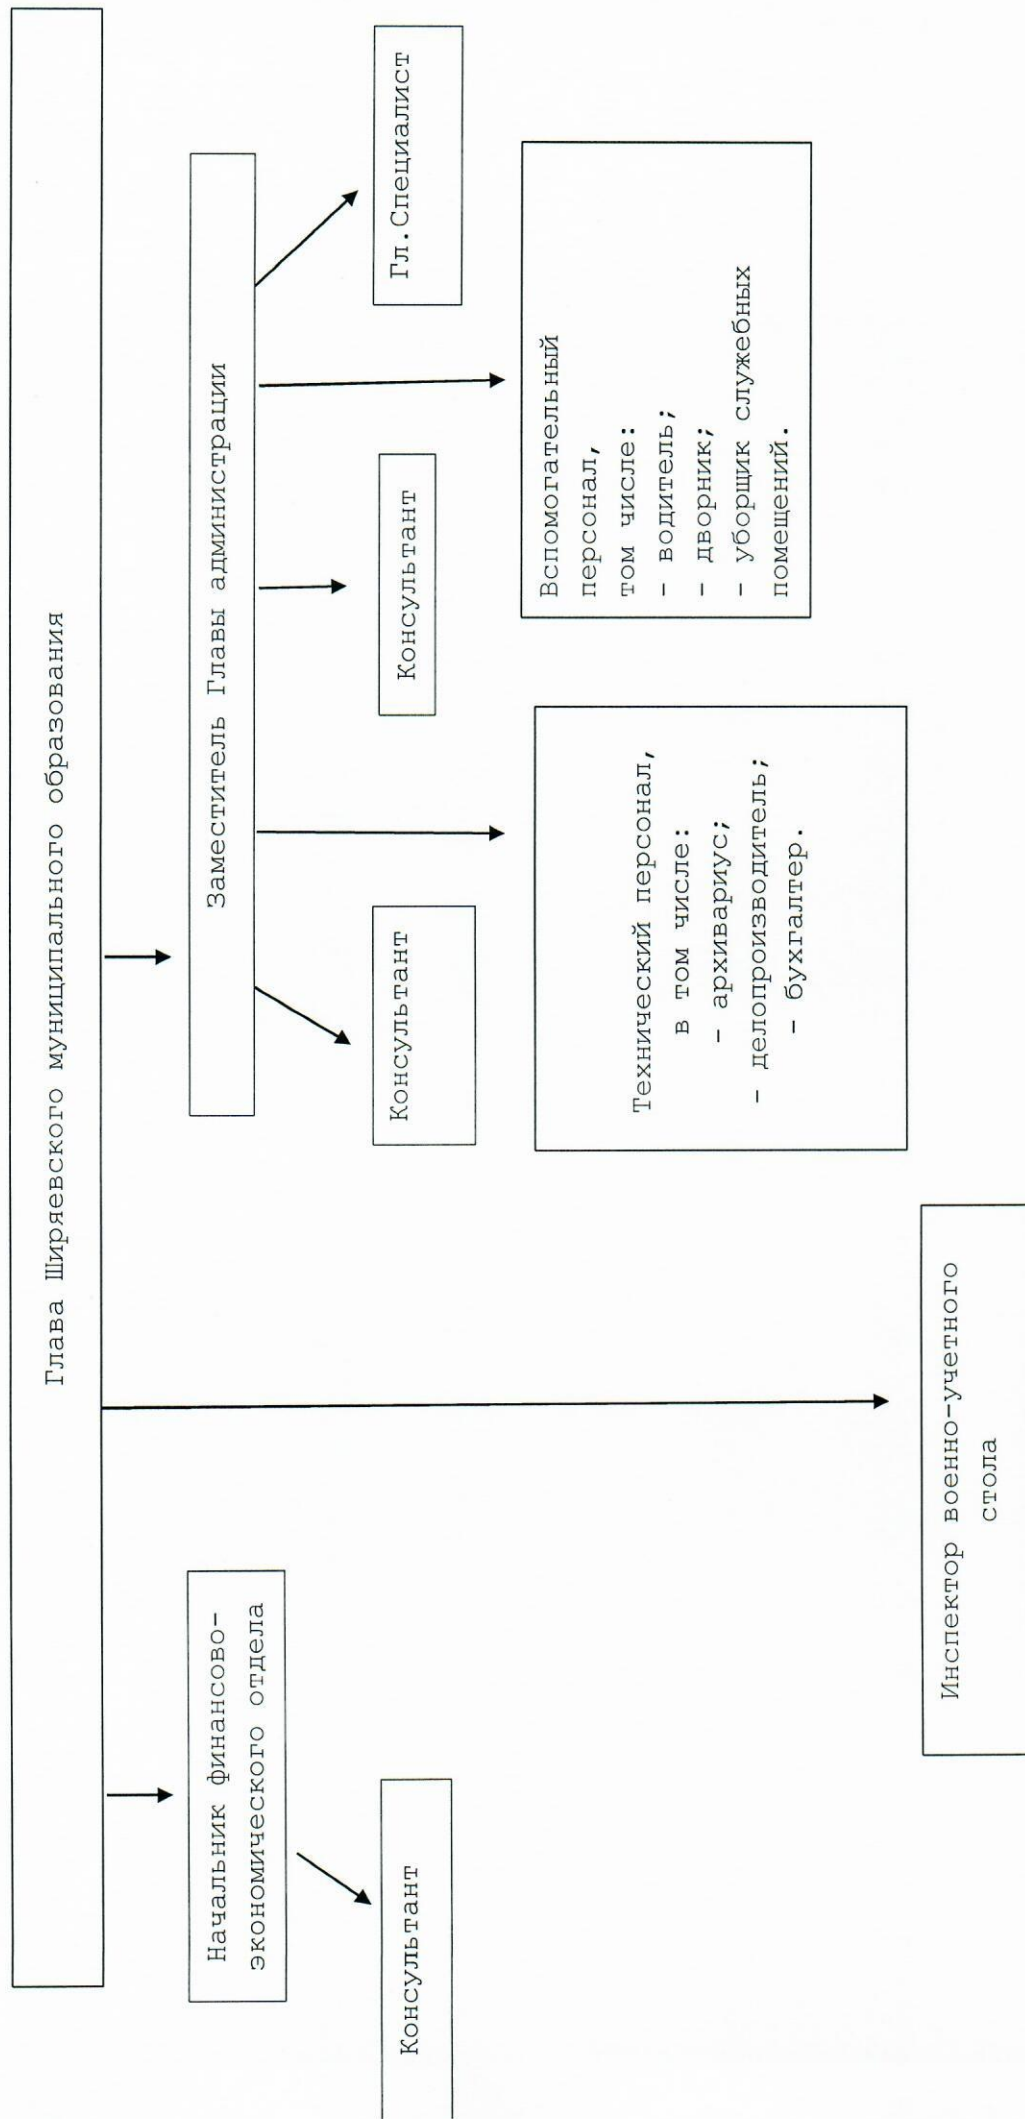 Глава Ширяевского муниципального образования
Начальник финансово-
экономического отдела
Заместитель Главы администрации
Консультант
Консультант
Консультант
Гл.Специалист
Технический персонал,
в том числе:
- архивариус;
- делопроизводитель;
- бухгалтер.
Вспомогательный
персонал,
том числе:
- водитель;
- дворник;
- уборщик служебных
помещений.
Инспектор военно-учетного
стола